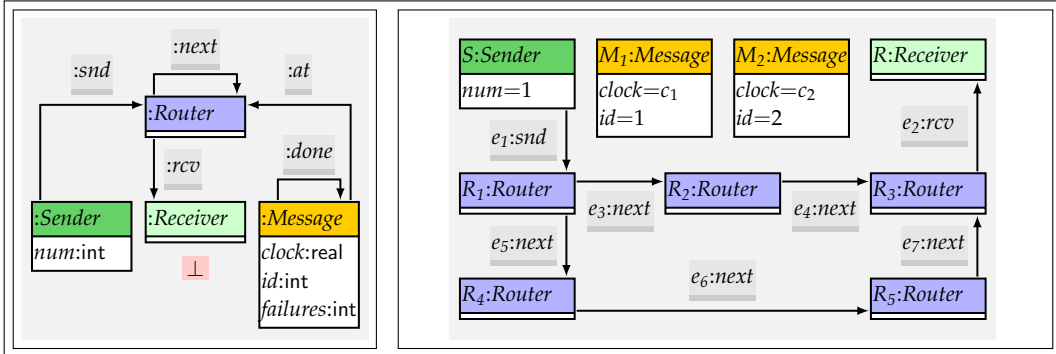 :next
:snd
:at
:Router
:done
:rcv
:Sender
:Receiver
:Message
num:int
clock:real
⊥
id:int
failures:int
S:Sender
M₁:Message
M₂:Message
R:Receiver
num=1
clock=c₁
clock=c₂
id=1
id=2
e₁:snd
e₂:rcv
R₁:Router
R₂:Router
R₃:Router
e₃:next
e₄:next
e₅:next
e₇:next
e₆:next
R₄:Router
R₅:Router